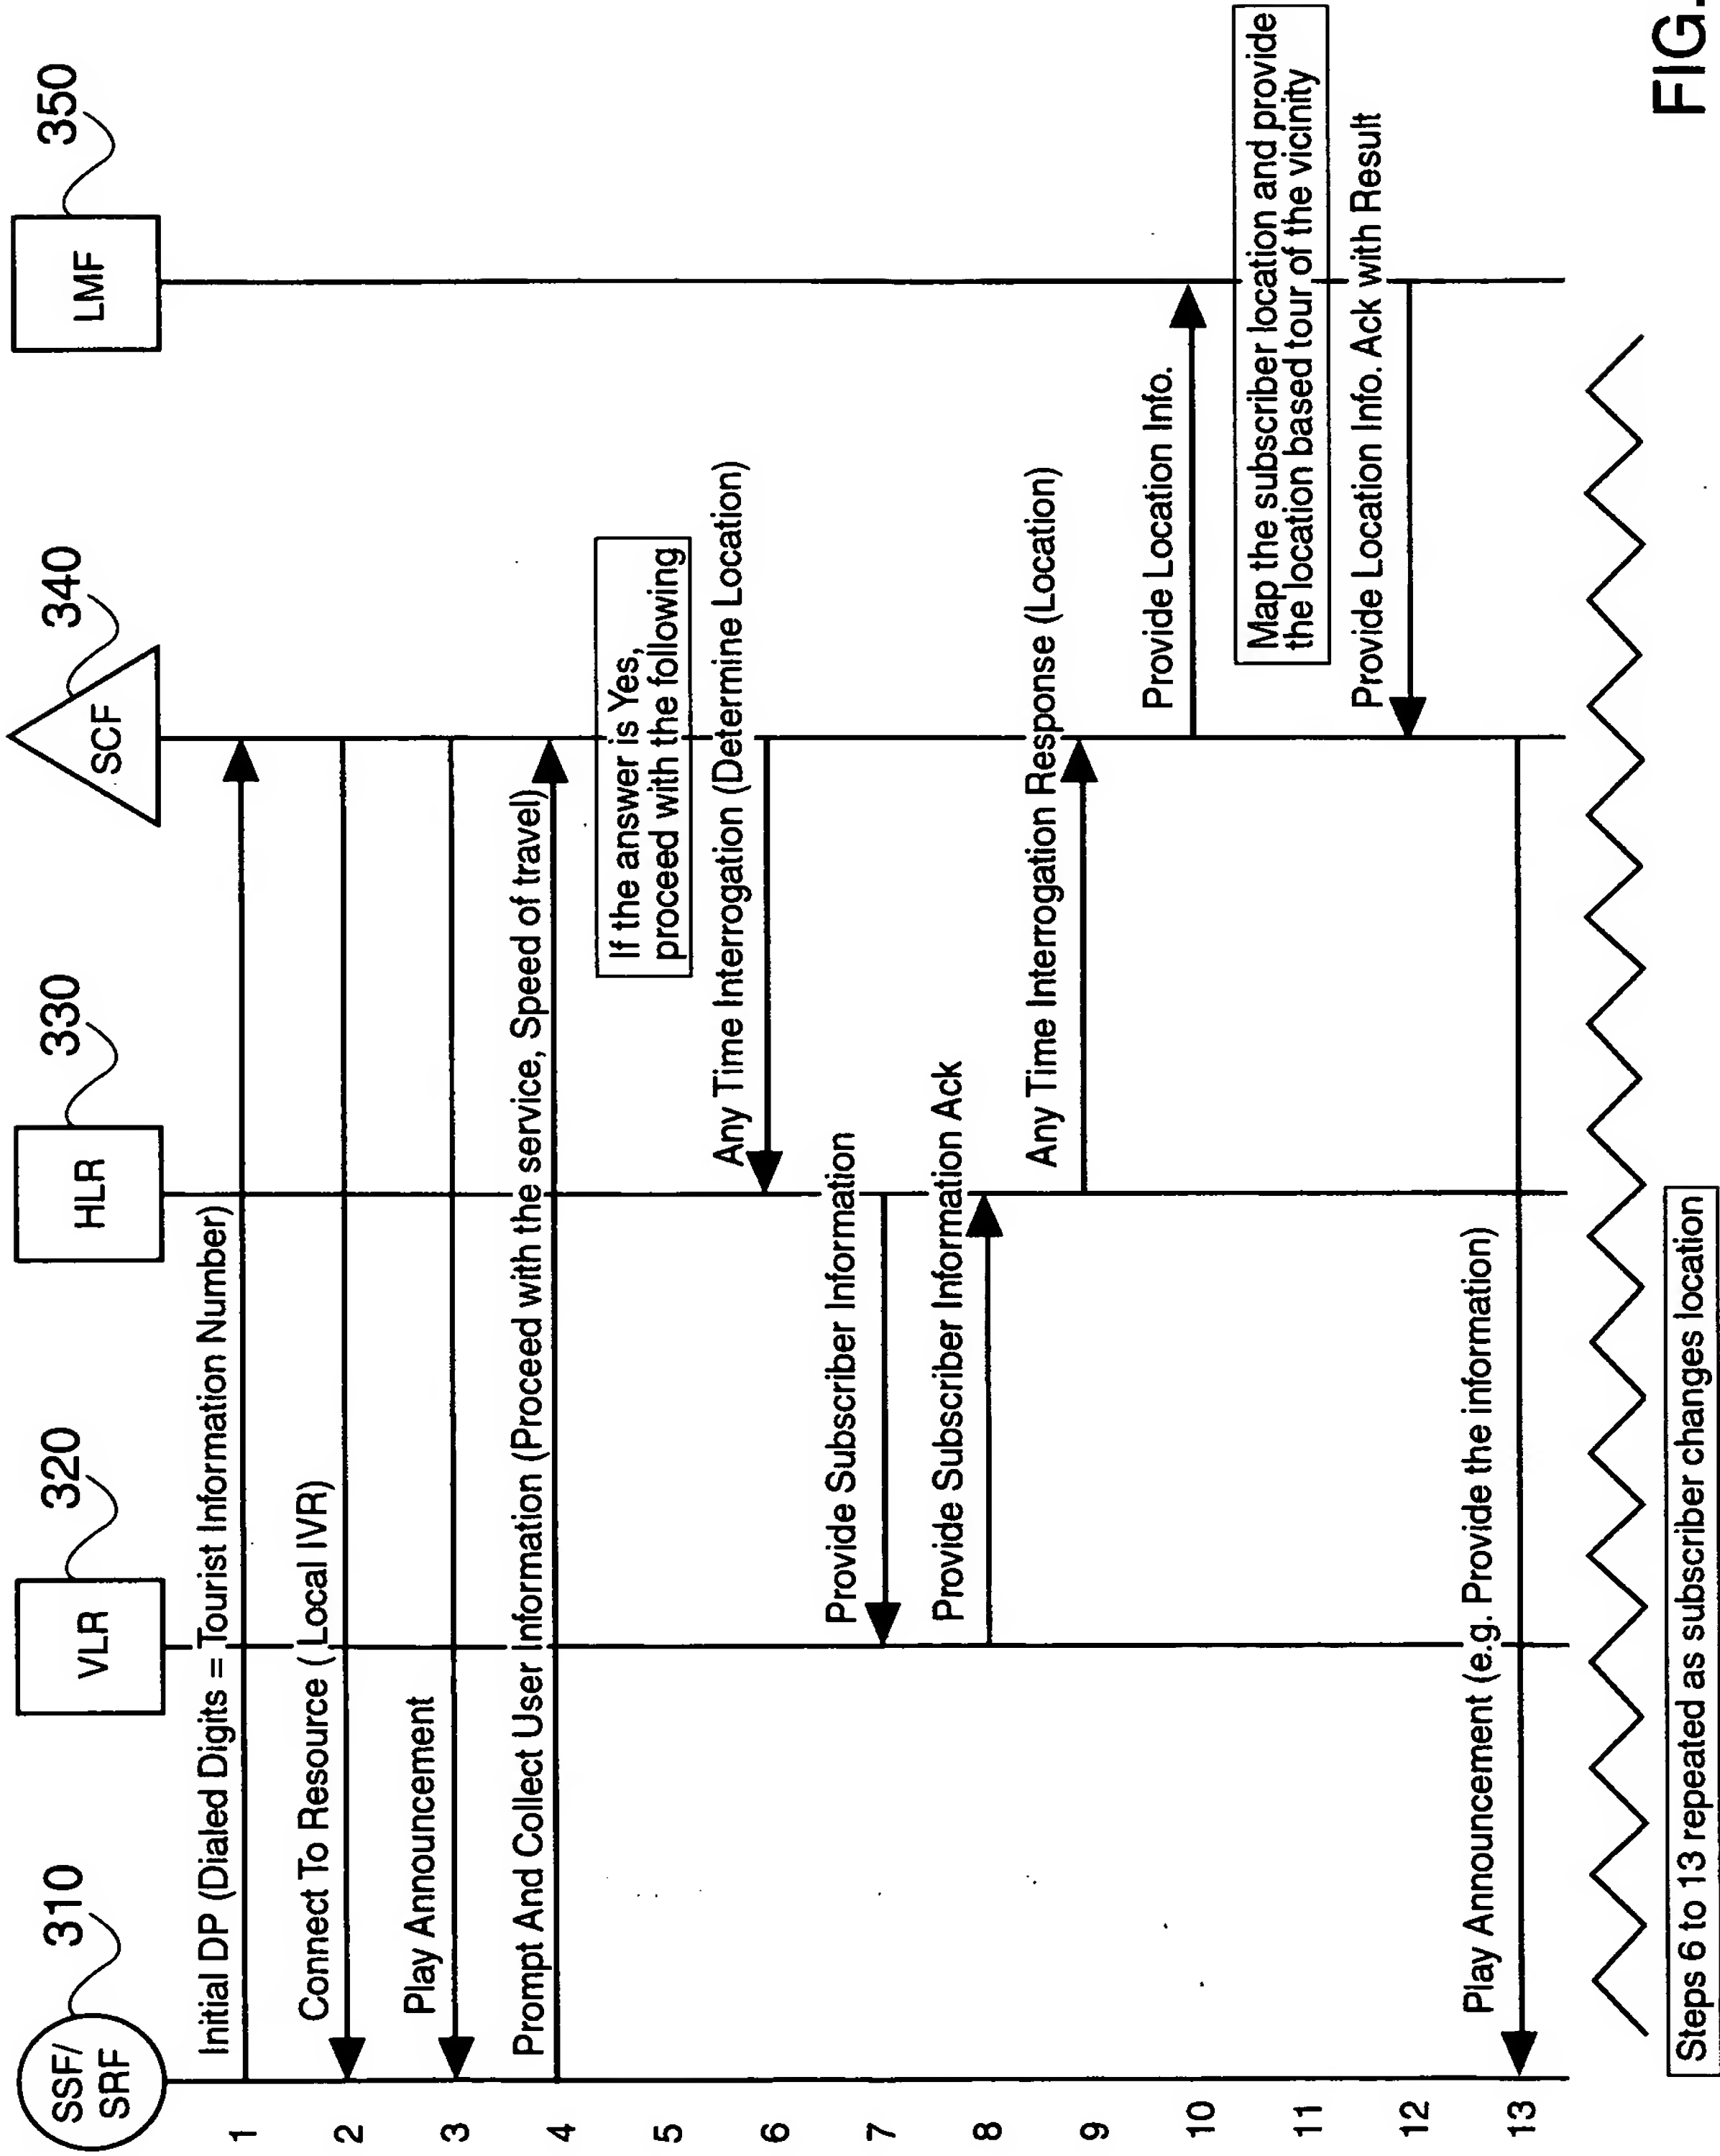 310
320
330
340
350
SSF/
SRF
VLR
HLR
SCF
LMF
1
Initial DP (Dialed Digits = Tourist Information Number)
2
Connect To Resource (Local IVR)
3
Play Announcement
4
Prompt And Collect User Information (Proceed with the service, Speed of travel)
5
If the answer is Yes,
proceed with the following
6
Any Time Interrogation (Determine Location)
7
Provide Subscriber Information
8
Provide Subscriber Information Ack
9
Any Time Interrogation Response (Location)
10
Provide Location Info.
11
Map the subscriber location and provide
the location based tour of the vicinity
12
Provide Location Info. Ack with Result
13
Play Announcement (e.g. Provide the information)
Steps 6 to 13 repeated as subscriber changes location
FIG.